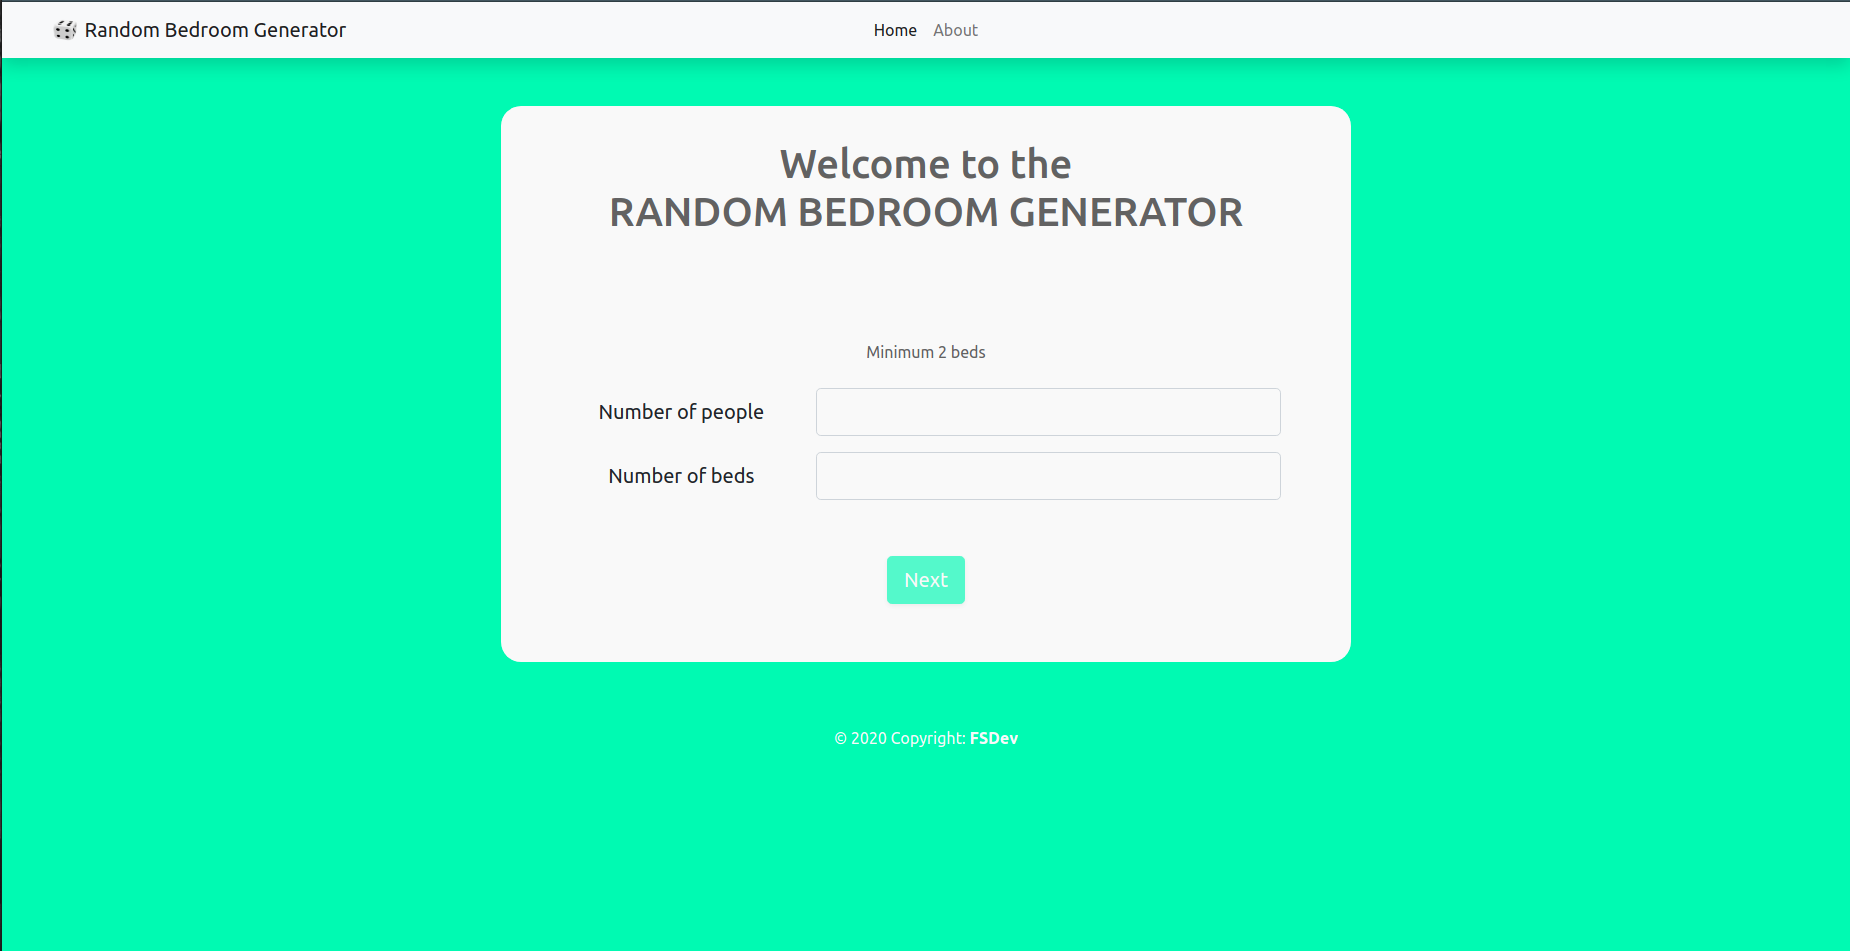 Random Bedroom Generator
Home About
Welcome to the
RANDOM BEDROOM GENERATOR
Minimum 2 beds
Number of people
Number of beds
Next
© 2020 Copyright: FSDev